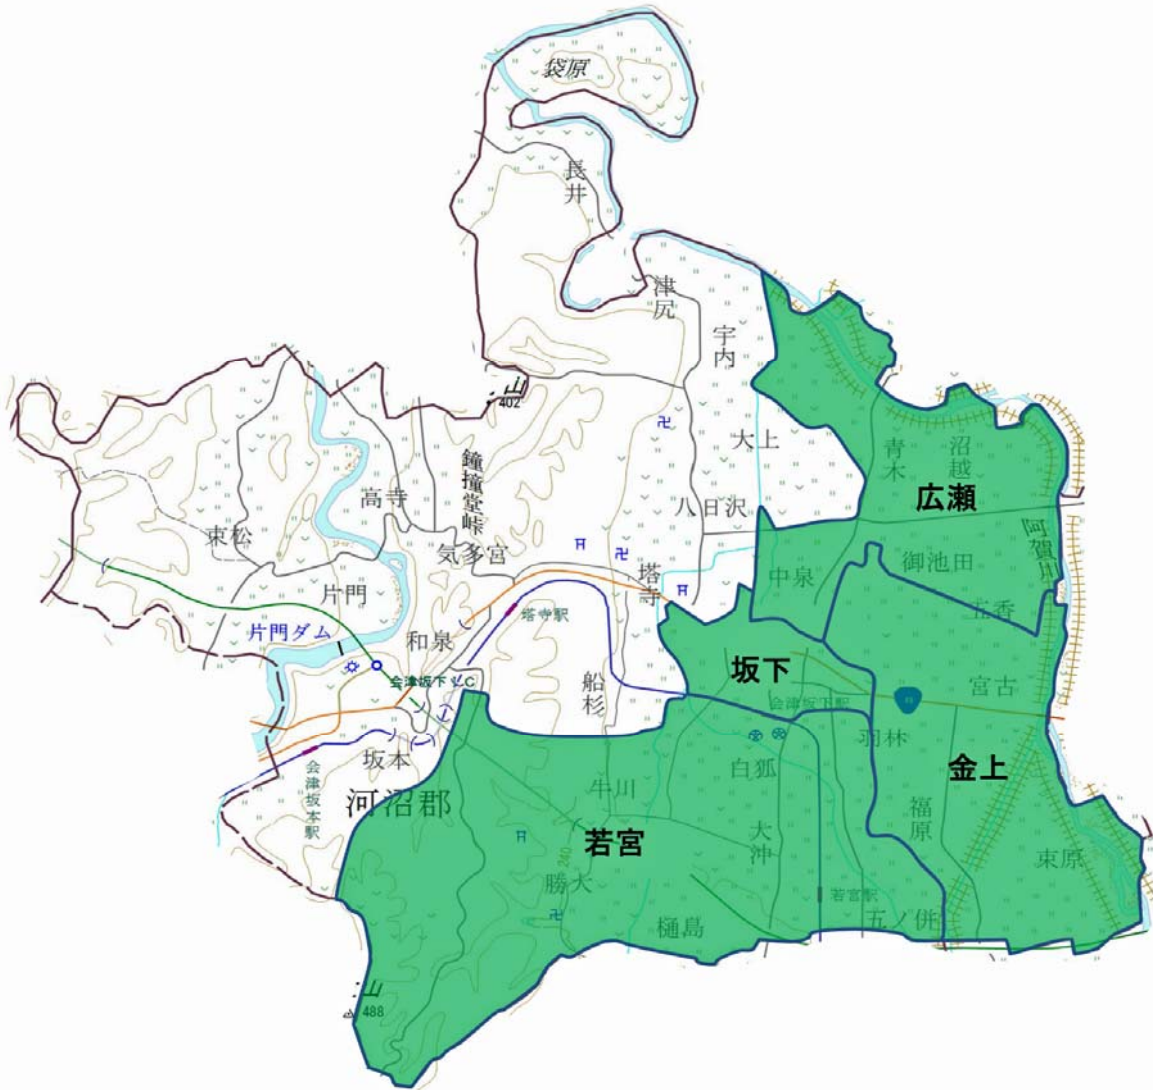 袋原
長井
津尻
宇内
山
402
大上
青木
沼越
広瀬
鐘撞堂峠
高寺
八日沢
束松
気多宮
御池田
中泉
塔寺
片門
塔寺駅
五香
片門ダム
和泉
坂下
会津坂下I.C
船杉
会津坂下駅
宮古
羽林
坂本
白狐
金上
会津坂本駅
河沼郡
牛川
福原
若宮
大沖
240
勝大
束原
若宮駅
樋島
五ノ併
山
488